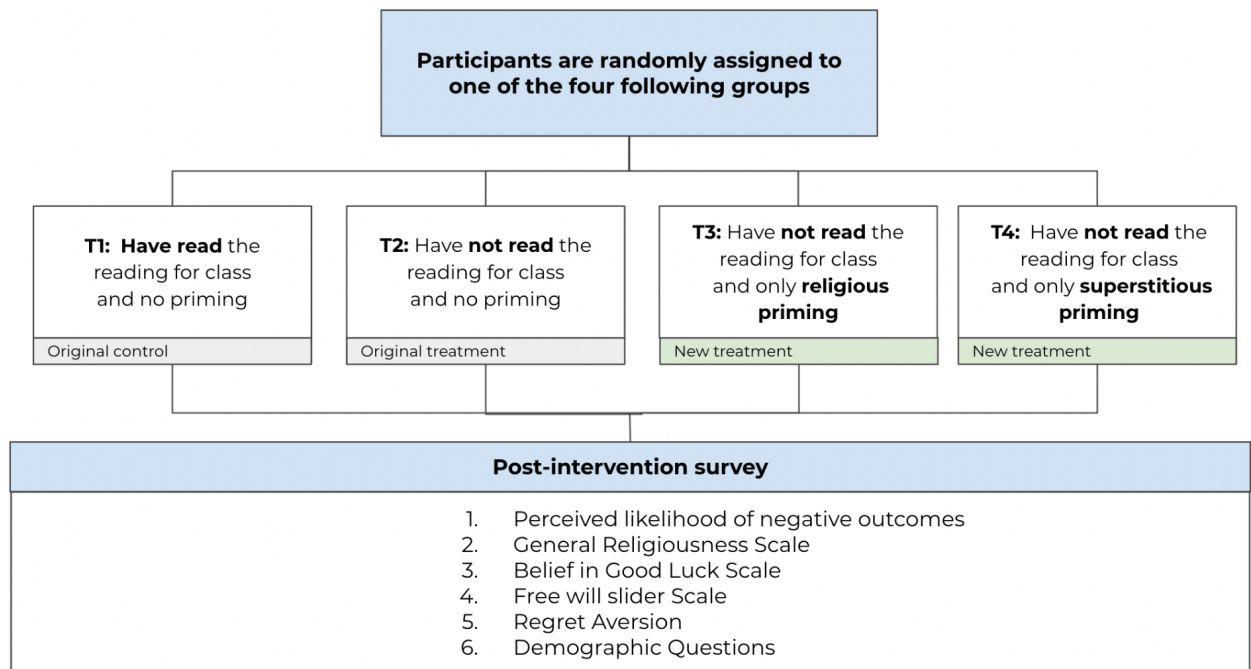 Participants are randomly assigned to
one of the four following groups
T1: Have read the
reading for class
and no priming
Original control
T2: Have not read the
reading for class
and no priming
Original treatment
T3: Have not read the
reading for class
and only religious
priming
New treatment
T4: Have not read the
reading for class
and only superstitious
priming
New treatment
Post-intervention survey
1. Perceived likelihood of negative outcomes
2. General Religiousness Scale
3. Belief in Good Luck Scale
4. Free will slider Scale
5. Regret Aversion
6. Demographic Questions